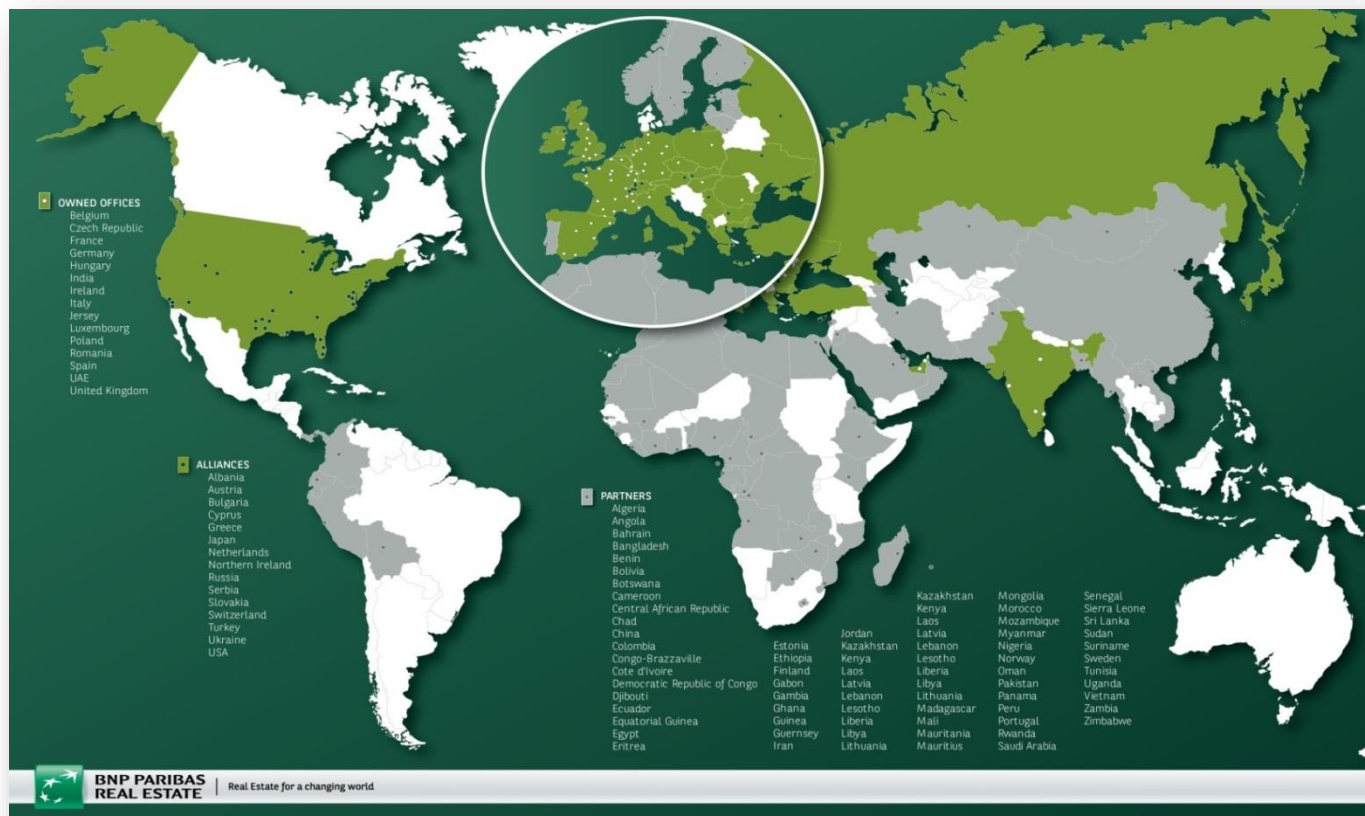 OWNED OFFICES
Belgium
Czech Republic
France
Germany
Hungary
India
Ireland
Italy
Jersey
Luxembourg
Poland
Romania
Spain
UAE
United Kingdom
ALLIANCES
Albania
Austria
Bulgaria
Cyprus
Greece
Japan
Netherlands
Northern Ireland
Russia
Serbia
Slovakia
Switzerland
Turkey
Ukraine
USA
PARTNERS
Algeria
Angola
Bahrain
Bangladesh
Benin
Bolivia
Botswana
Cameroon
Central African Republic
Chad
China
Colombia
Congo-Brazzaville
Cote d'Ivoire
Democratic Republic of Congo
Djibouti
Ecuador
Equatorial Guinea
Egypt
Eritrea
Estonia
Ethiopia
Finland
Gabon
Gambia
Ghana
Guinea
Guernsey
Iran
Jordan
Kazakhstan
Kenya
Laos
Latvia
Lebanon
Lesotho
Liberia
Libya
Lithuania
Kazakhstan
Kenya
Laos
Latvia
Lebanon
Lesotho
Liberia
Libya
Lithuania
Madagascar
Mali
Mauritania
Mauritius
Mongolia
Morocco
Mozambique
Myanmar
Nigeria
Norway
Oman
Pakistan
Panama
Peru
Portugal
Rwanda
Saudi Arabia
Senegal
Sierra Leone
Sri Lanka
Sudan
Suriname
Sweden
Tunisia
Uganda
Vietnam
Zambia
Zimbabwe
BNP PARIBAS
REAL ESTATE
Real Estate for a changing world